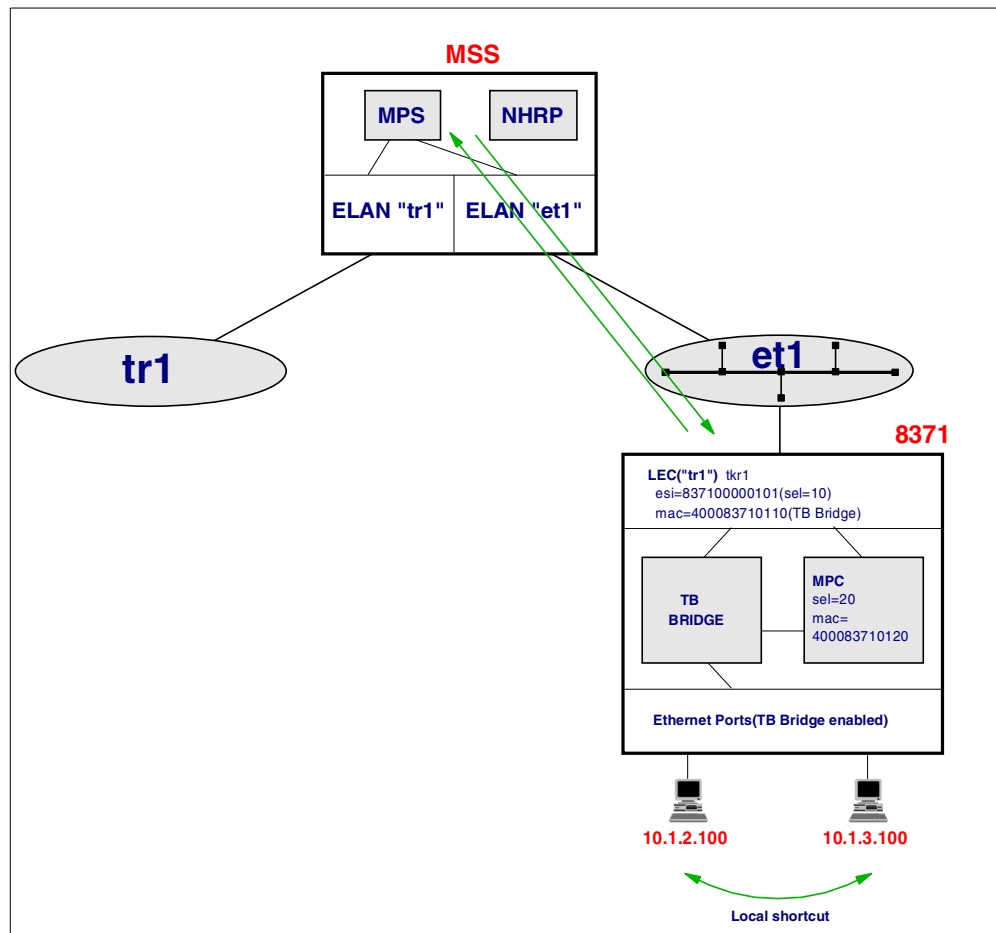 MSS
MPS
NHRP
ELAN "tr1"
ELAN "et1"
tr1
et1
8371
LEC("tr1") tkr1
esi=837100000101(sel=10)
mac=400083710110(TB Bridge)
TB
BRIDGE
MPC
sel=20
mac=
400083710120
Ethernet Ports(TB Bridge enabled)
10.1.2.100
10.1.3.100
Local shortcut